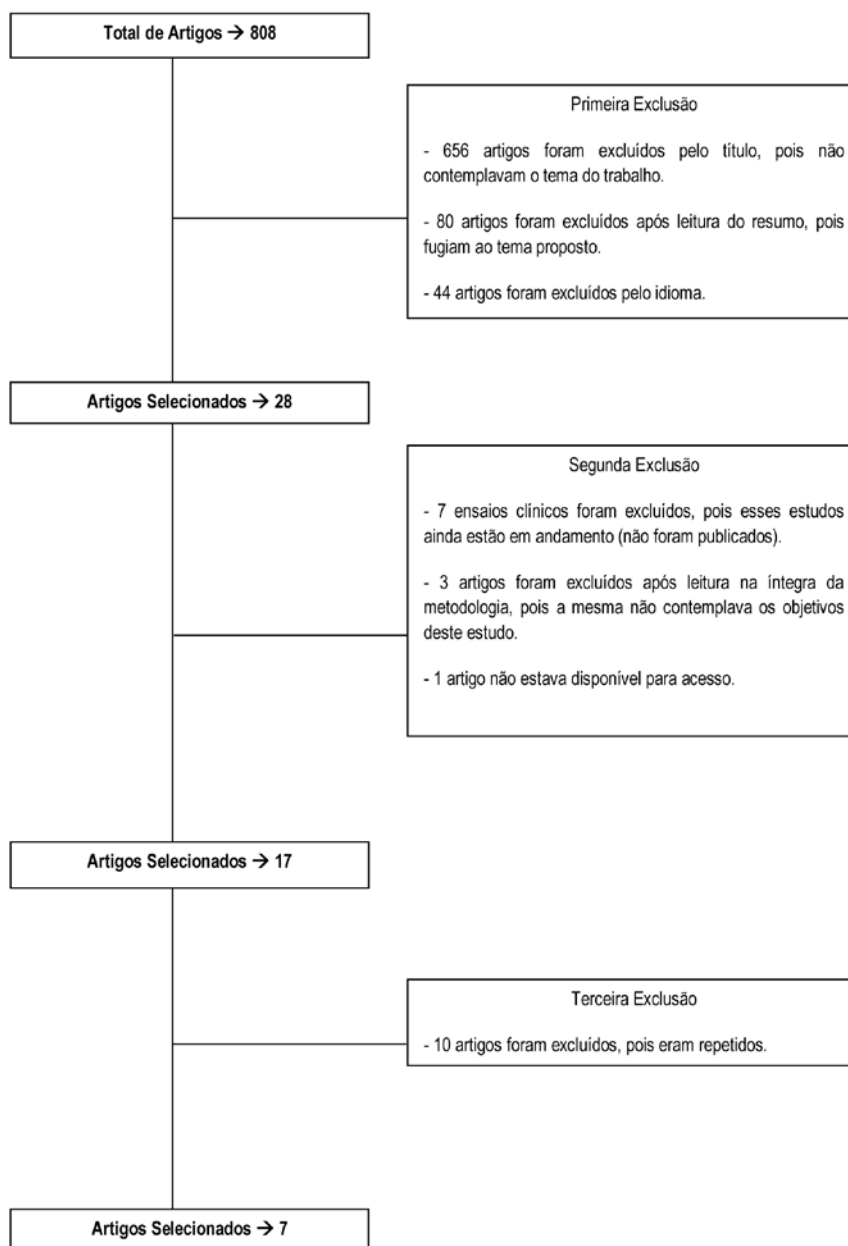 Total de Artigos → 808
Primeira Exclusão
- 656 artigos foram excluídos pelo título, pois não
contemplavam o tema do trabalho.
- 80 artigos foram excluídos após leitura do resumo, pois
fugiam ao tema proposto.
- 44 artigos foram excluídos pelo idioma.
Artigos Selecionados → 28
Segunda Exclusão
- 7 ensaios clínicos foram excluídos, pois esses estudos
ainda estão em andamento (não foram publicados).
- 3 artigos foram excluídos após leitura na íntegra da
metodologia, pois a mesma não contemplava os objetivos
deste estudo.
- 1 artigo não estava disponível para acesso.
Artigos Selecionados → 17
Terceira Exclusão
- 10 artigos foram excluídos, pois eram repetidos.
Artigos Selecionados → 7